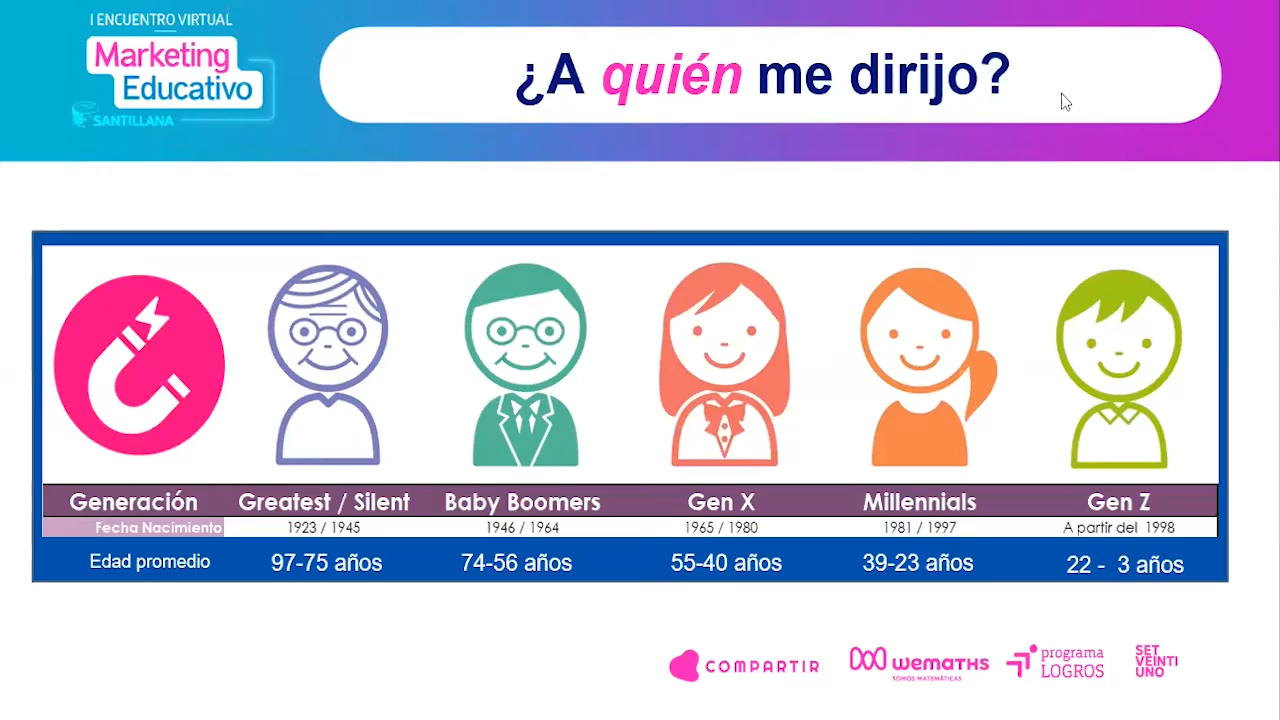 I ENCUENTRO VIRTUAL
Marketing
Educativo
SANTILLANA
¿A quién me dirijo?
Generación Greatest / Silent Baby Boomers Gen X Millennials Gen Z
Fecha Nacimiento 1923 / 1945 1946 / 1964 1965 / 1980 1981 / 1997 A partir del 1998
Edad promedio 97-75 años 74-56 años 55-40 años 39-23 años 22 - 3 años
COMPARTIR
wemaths
SOMOS MATEMÁTICAS
programa
LOGROS
SET
VEINTI
UNO